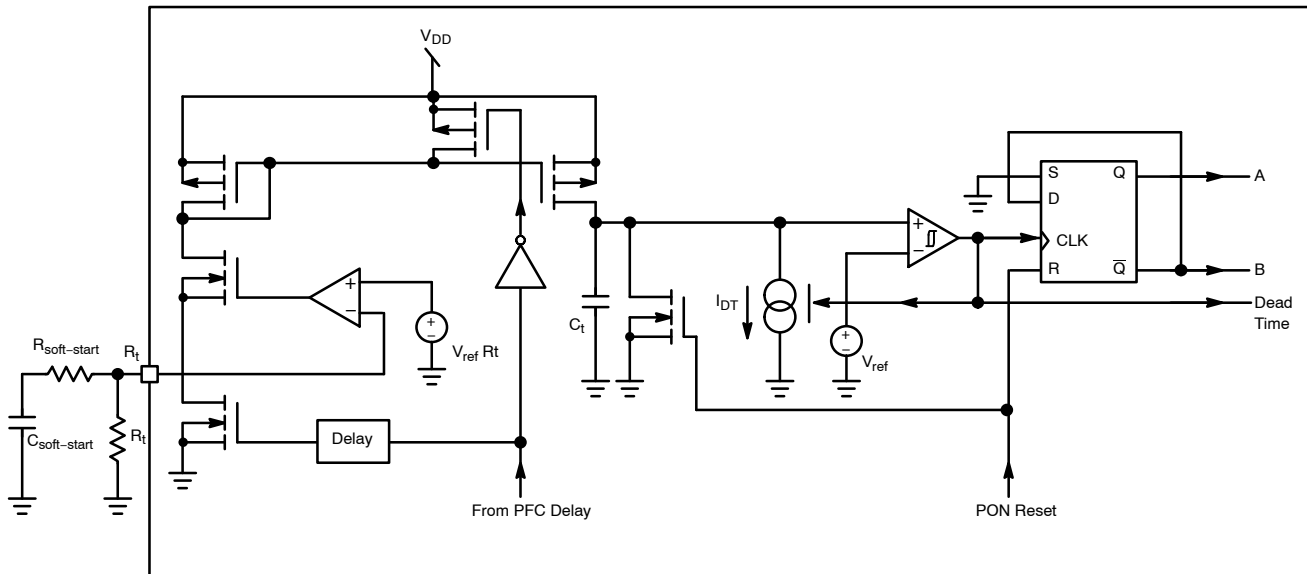 VDD
S
Q
A
D
CLK
R
Q
B
IDT
Ct
Dead
Time
+
−
+
−
Vref Rt
+
−
+
−
Vref
Rsoft−start
Rt
Csoft−start
Rt
Delay
From PFC Delay
PON Reset